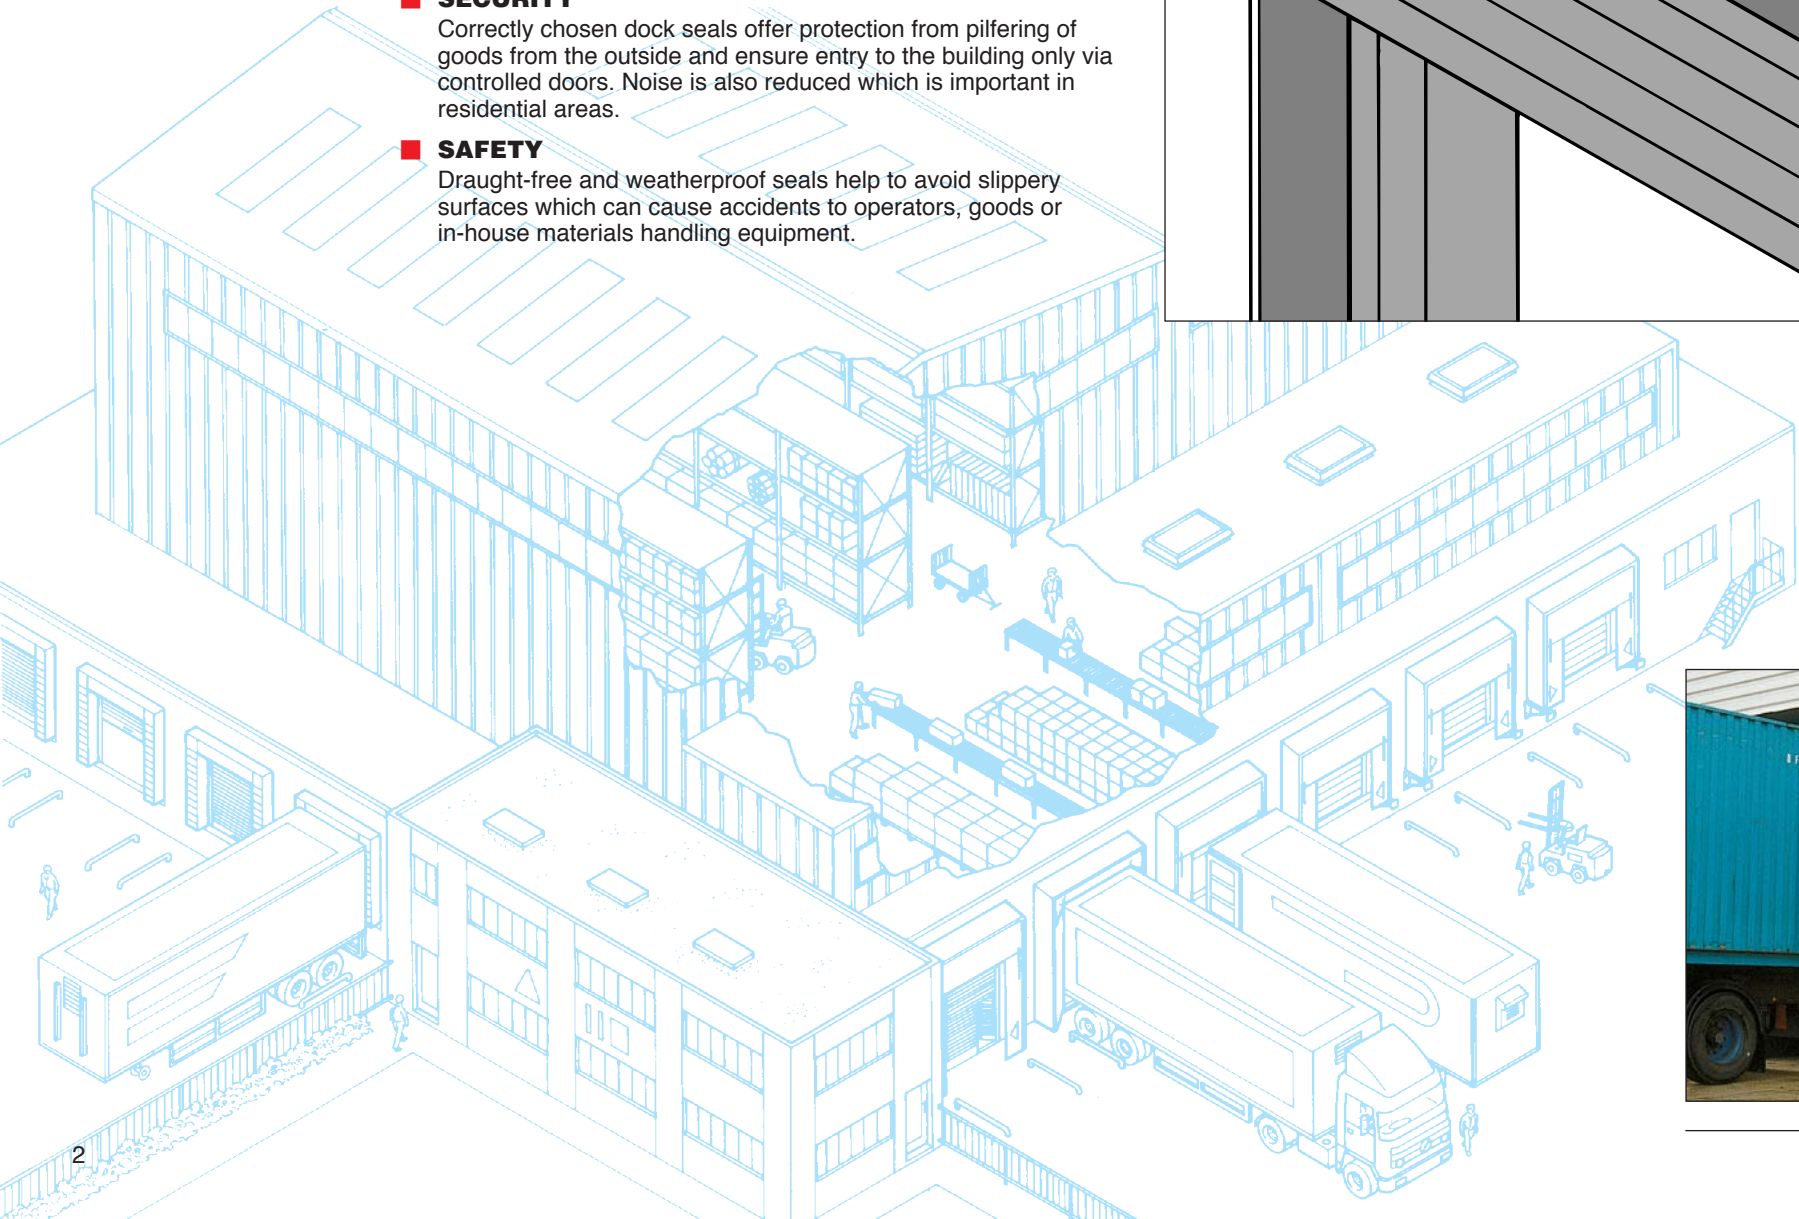 SECURITY
Correctly chosen dock seals offer protection from pilfering of
goods from the outside and ensure entry to the building only via
controlled doors. Noise is also reduced which is important in
residential areas.
SAFETY
Draught-free and weatherproof seals help to avoid slippery
surfaces which can cause accidents to operators, goods or
in-house materials handling equipment.
2